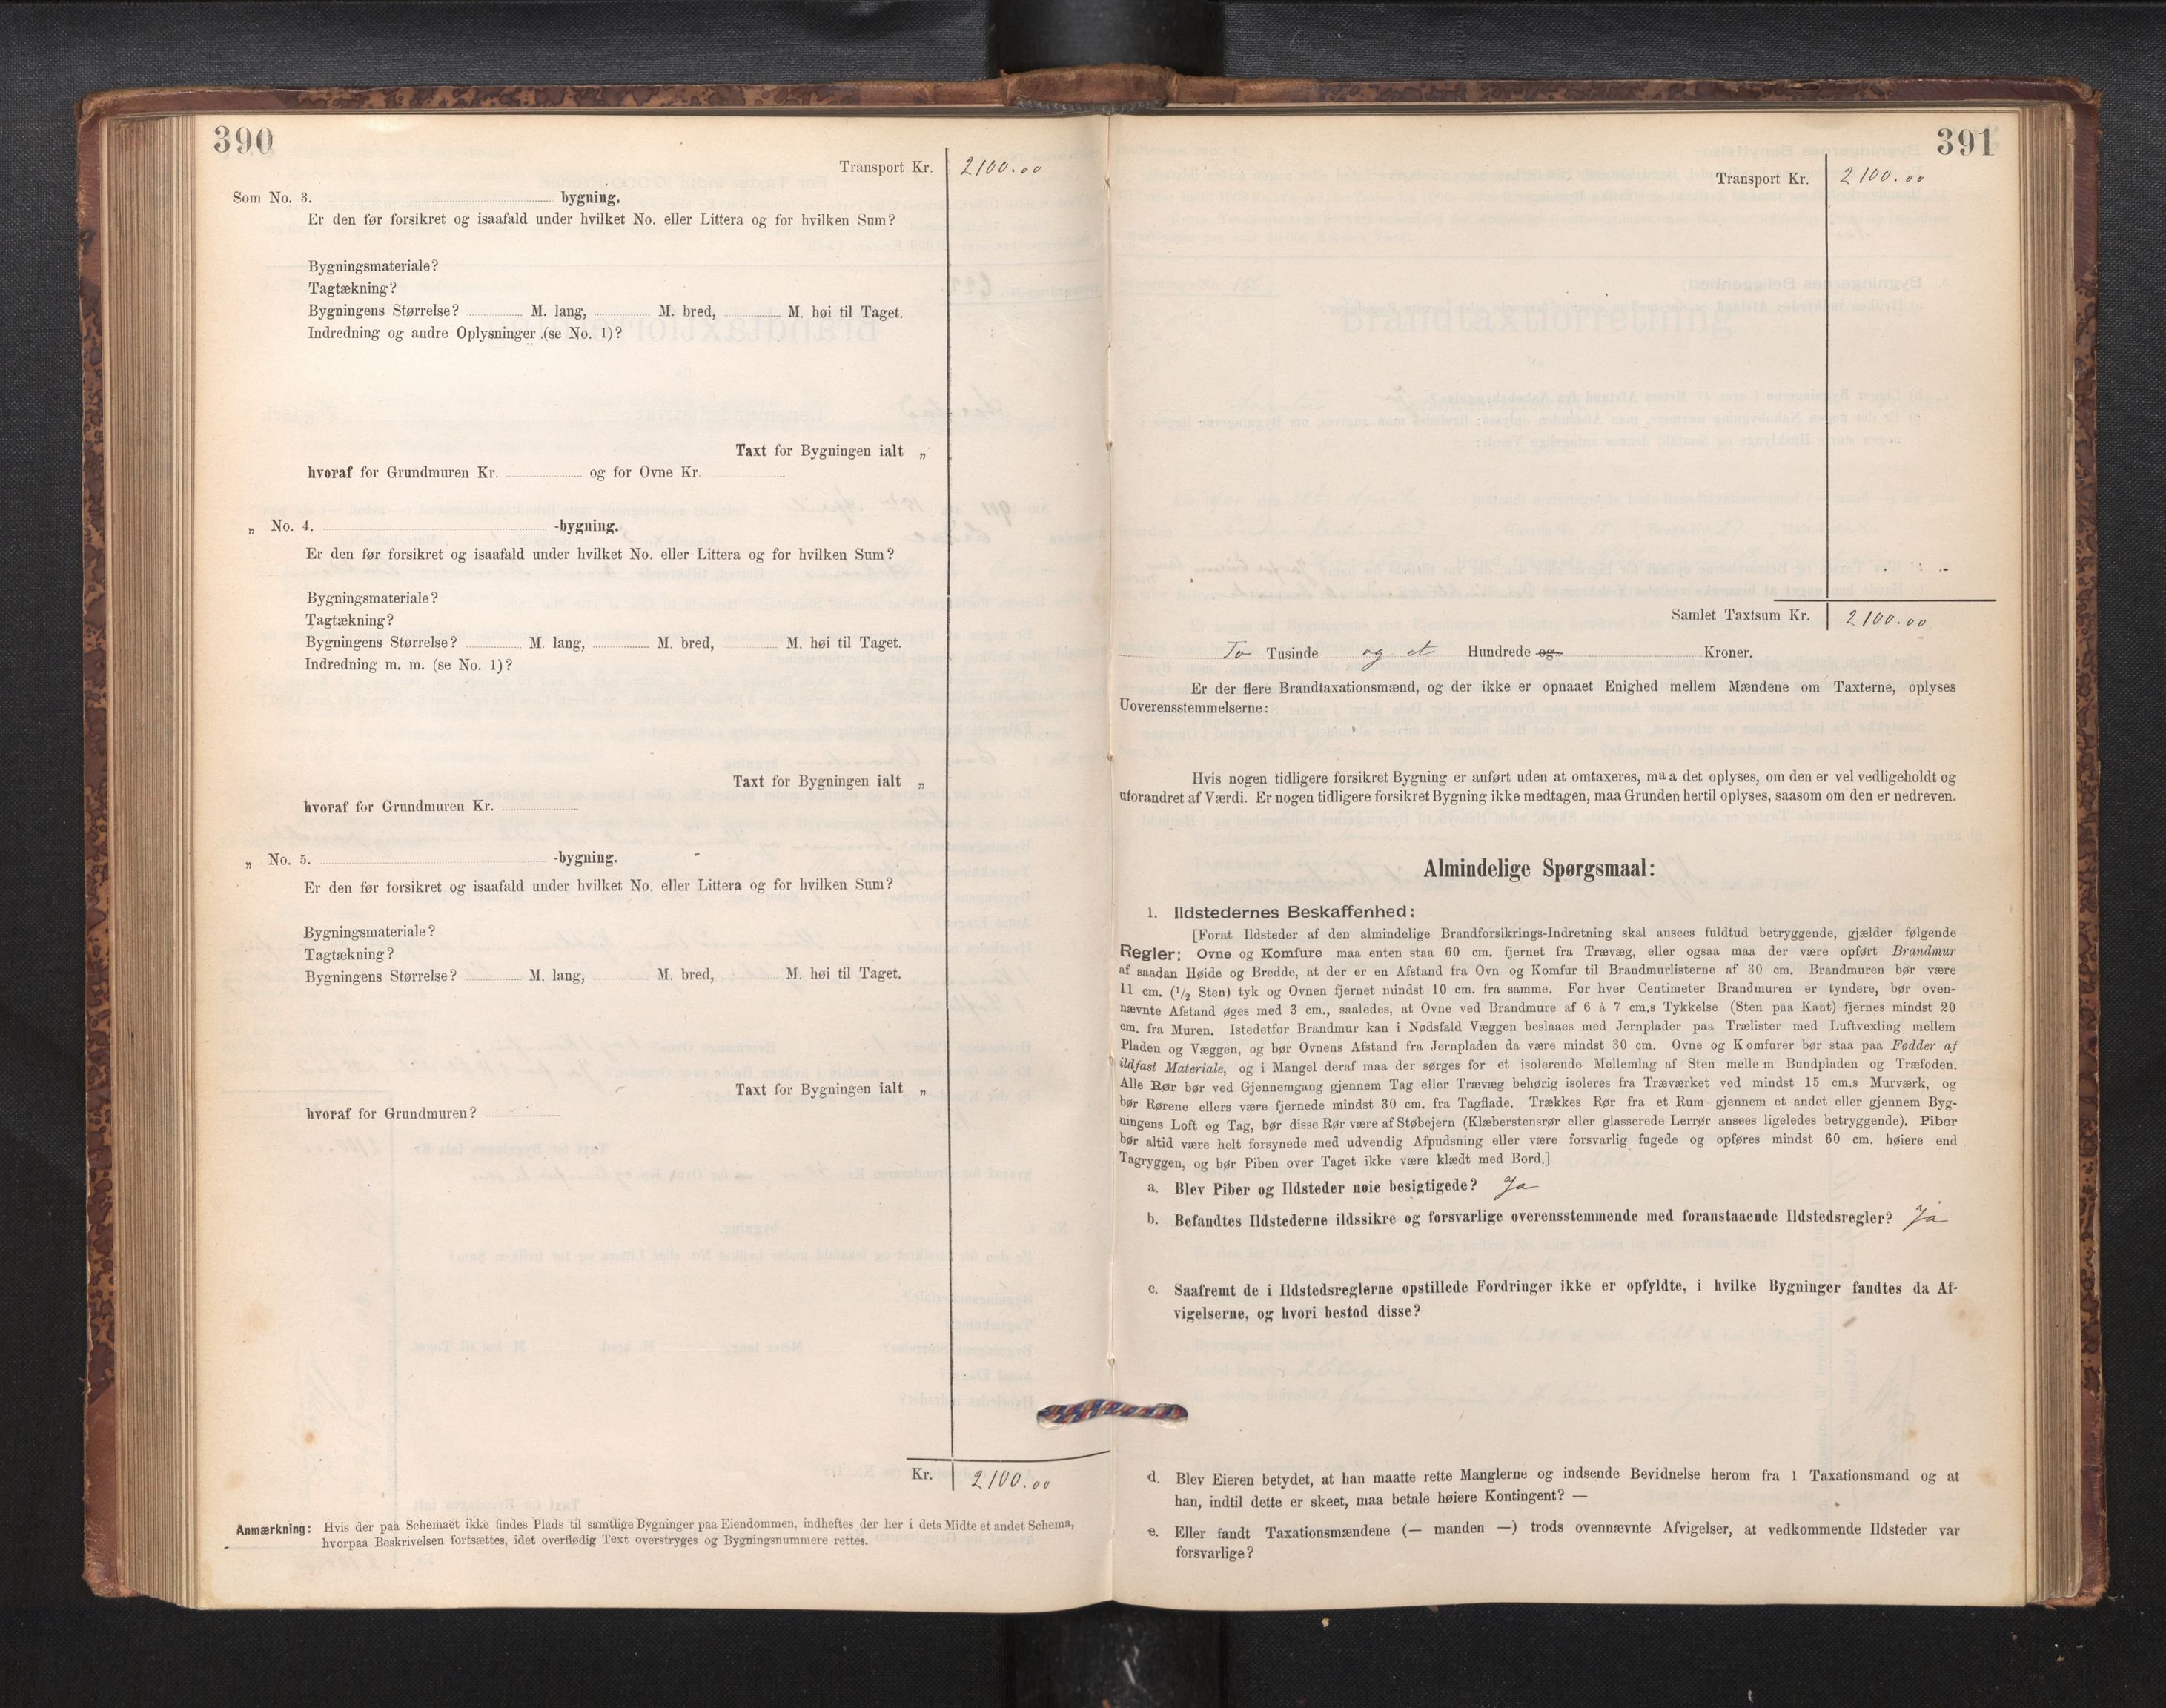 390
Transport Kr. 2100.00
Som No. 3. bygning.
Er den før forsikret og isaafald under hvilket No. eller Littera og for hvilken Sum?
Bygningsmateriale?
Tagtækning?
Bygningens Størrelse? M. lang, M. bred, M. høi til Taget.
Indredning og andre Oplysninger (se No. 1)?
Taxt for Bygningen ialt „
hvoraf for Grundmuren Kr. og for Ovne Kr.
„ No. 4. -bygning.
Er den før forsikret og isaafald under hvilket No. eller Littera og for hvilken Sum?
Bygningsmateriale?
Tagtækning?
Bygningens Størrelse? M. lang, M. bred, M. høi til Taget.
Indredning m. m. (se No. 1)?
Taxt for Bygningen ialt „
hvoraf for Grundmuren Kr.
„ No. 5. -bygning.
Er den før forsikret og isaafald under hvilket No. eller Littera og for hvilken Sum?
Bygningsmateriale?
Tagtækning?
Bygningens Størrelse? M. lang, M. bred, M. høi til Taget.
Taxt for Bygningen ialt „
hvoraf for Grundmuren?
Kr. 2100.00
Anmærkning: Hvis der paa Schemaet ikke findes Plads til samtlige Bygninger paa Eiendommen, indheftes der her i dets Midte et andet Schema,
hvorpaa Beskrivelsen fortsættes, idet overflødig Text overstryges og Bygningsnummere rettes.
391
Transport Kr. 2100.00
Samlet Taxtsum Kr. 2100.00
To Tusinde og et Hundrede og Kroner.
Er der flere Brandtaxationsmænd, og der ikke er opnaaet Enighed mellem Mændene om Taxterne, oplyses
Uoverensstemmelserne:
Hvis nogen tidligere forsikret Bygning er anført uden at omtaxeres, maa det oplyses, om den er vel vedligeholdt og
uforandret af Værdi. Er nogen tidligere forsikret Bygning ikke medtagen, maa Grunden hertil oplyses, saasom om den er nedreven.
Almindelige Spørgsmaal:
1. Ildstedernes Beskaffenhed:
[Forat Ildsteder af den almindelige Brandforsikrings-Indretning skal ansees fuldtud betryggende, gjælder følgende
Regler: Ovne og Komfure maa enten staa 60 cm. fjernet fra Trævæg, eller ogsaa maa der være opført Brandmur
af saadan Høide og Bredde, at der er en Afstand fra Ovn og Komfur til Brandmurlisterne af 30 cm. Brandmuren bør være
11 cm. (1/2 Sten) tyk og Ovnen fjernet mindst 10 cm. fra samme. For hver Centimeter Brandmuren er tyndere, bør oven-
nævnte Afstand øges med 3 cm., saaledes, at Ovne ved Brandmure af 6 à 7 cm.s Tykkelse (Sten paa Kant) fjernes mindst 20
cm. fra Muren. Istedetfor Brandmur kan i Nødsfald Væggen beslaaes med Jernplader paa Trælister med Luftvexling mellem
Pladen og Væggen, og bør Ovnens Afstand fra Jernpladen da være mindst 30 cm. Ovne og Komfurer bør staa paa Fødder af
ildfast Materiale, og i Mangel deraf maa der sørges for et isolerende Mellemlag af Sten mellem Bundpladen og Træfoden.
Alle Rør bør ved Gjennemgang gjennem Tag eller Trævæg behørig isoleres fra Træværket ved mindst 15 cm.s Murværk, og
bør Rørene ellers være fjernede mindst 30 cm. fra Tagflade. Trækkes Rør fra et Rum gjennem et andet eller gjennem Byg-
ningens Loft og Tag, bør disse Rør være af Støbejern (Klæberstensrør eller glasserede Lerrør ansees ligeledes betryggende). Piber
bør altid være helt forsynede med udvendig Afpudsning eller være forsvarlig fugede og opføres mindst 60 cm. høiere end
Tagryggen, og bør Piben over Taget ikke være klædt med Bord.]
a. Blev Piber og Ildsteder nøie besigtigede? Ja
b. Befandtes Ildstederne ildssikre og forsvarlige overensstemmende med foranstaaende Ildstedsregler? Ja
c. Saafremt de i Ildstedsreglerne opstillede Fordringer ikke er opfyldte, i hvilke Bygninger fandtes da Af-
vigelserne, og hvori bestod disse?
d. Blev Eieren betydet, at han maatte rette Manglerne og indsende Bevidnelse herom fra 1 Taxationsmand og at
han, indtil dette er skeet, maa betale høiere Kontingent? —
e. Eller fandt Taxationsmændene (— manden —) trods ovennævnte Afvigelser, at vedkommende Ildsteder var
forsvarlige?